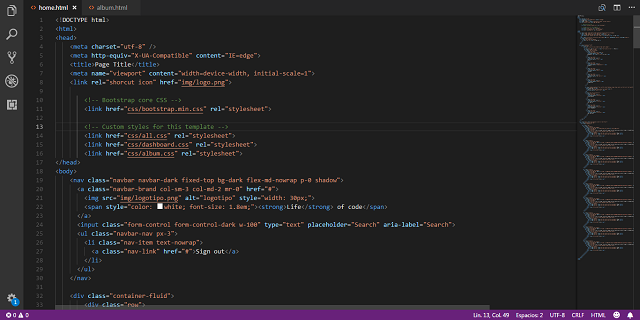 home.html × album.html
1 <!DOCTYPE html>
2 <html>
3 <head>
4 <meta charset="utf-8" />
5 <meta http-equiv="X-UA-Compatible" content="IE=edge">
6 <title>Page Title</title>
7 <meta name="viewport" content="width=device-width, initial-scale=1">
8 <link rel="shorcut icon" href="img/logo.png">
9
10 <!-- Bootstrap core CSS -->
11 <link href="css/bootstrap.min.css" rel="stylesheet">
12
13 <!-- Custom styles for this template -->
14 <link href="css/all.css" rel="stylesheet">
15 <link href="css/dashboard.css" rel="stylesheet">
16 <link href="css/album.css" rel="stylesheet">
17 </head>
18 <body>
19 <nav class="navbar navbar-dark fixed-top bg-dark flex-md-nowrap p-0 shadow">
20 <a class="navbar-brand col-sm-3 col-md-2 mr-0" href="#">
21 <img src="img/logotipo.png" alt="logotipo" style="width: 30px;">
22 <span style="color: white; font-size: 1.8em;"><strong>Life</strong> of code</span>
23 </a>
24 <input class="form-control form-control-dark w-100" type="text" placeholder="Search" aria-label="Search">
25 <ul class="navbar-nav px-3">
26 <li class="nav-item text-nowrap">
27 <a class="nav-link" href="#">Sign out</a>
28 </li>
29 </ul>
30 </nav>
31
32 <div class="container-fluid">
33 <div class="row">
0 0 Lín. 13, Col. 49 Espacios: 2 UTF-8 CRLF HTML 1